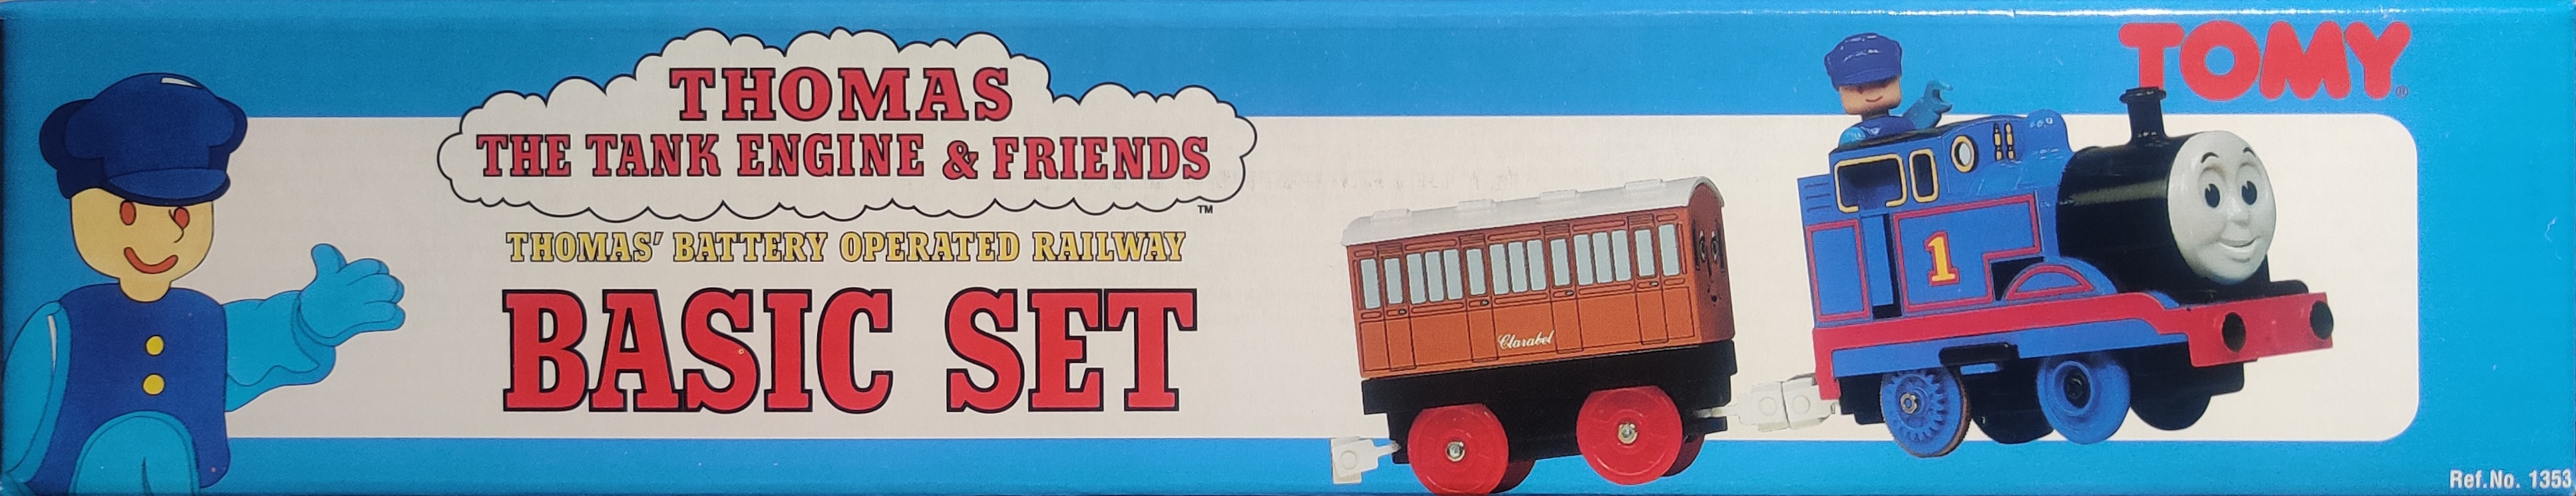 THOMAS
THE TANK ENGINE & FRIENDS
TM
THOMAS' BATTERY OPERATED RAILWAY
BASIC SET
TOMY®
1
Clarabel
Ref.No. 1353